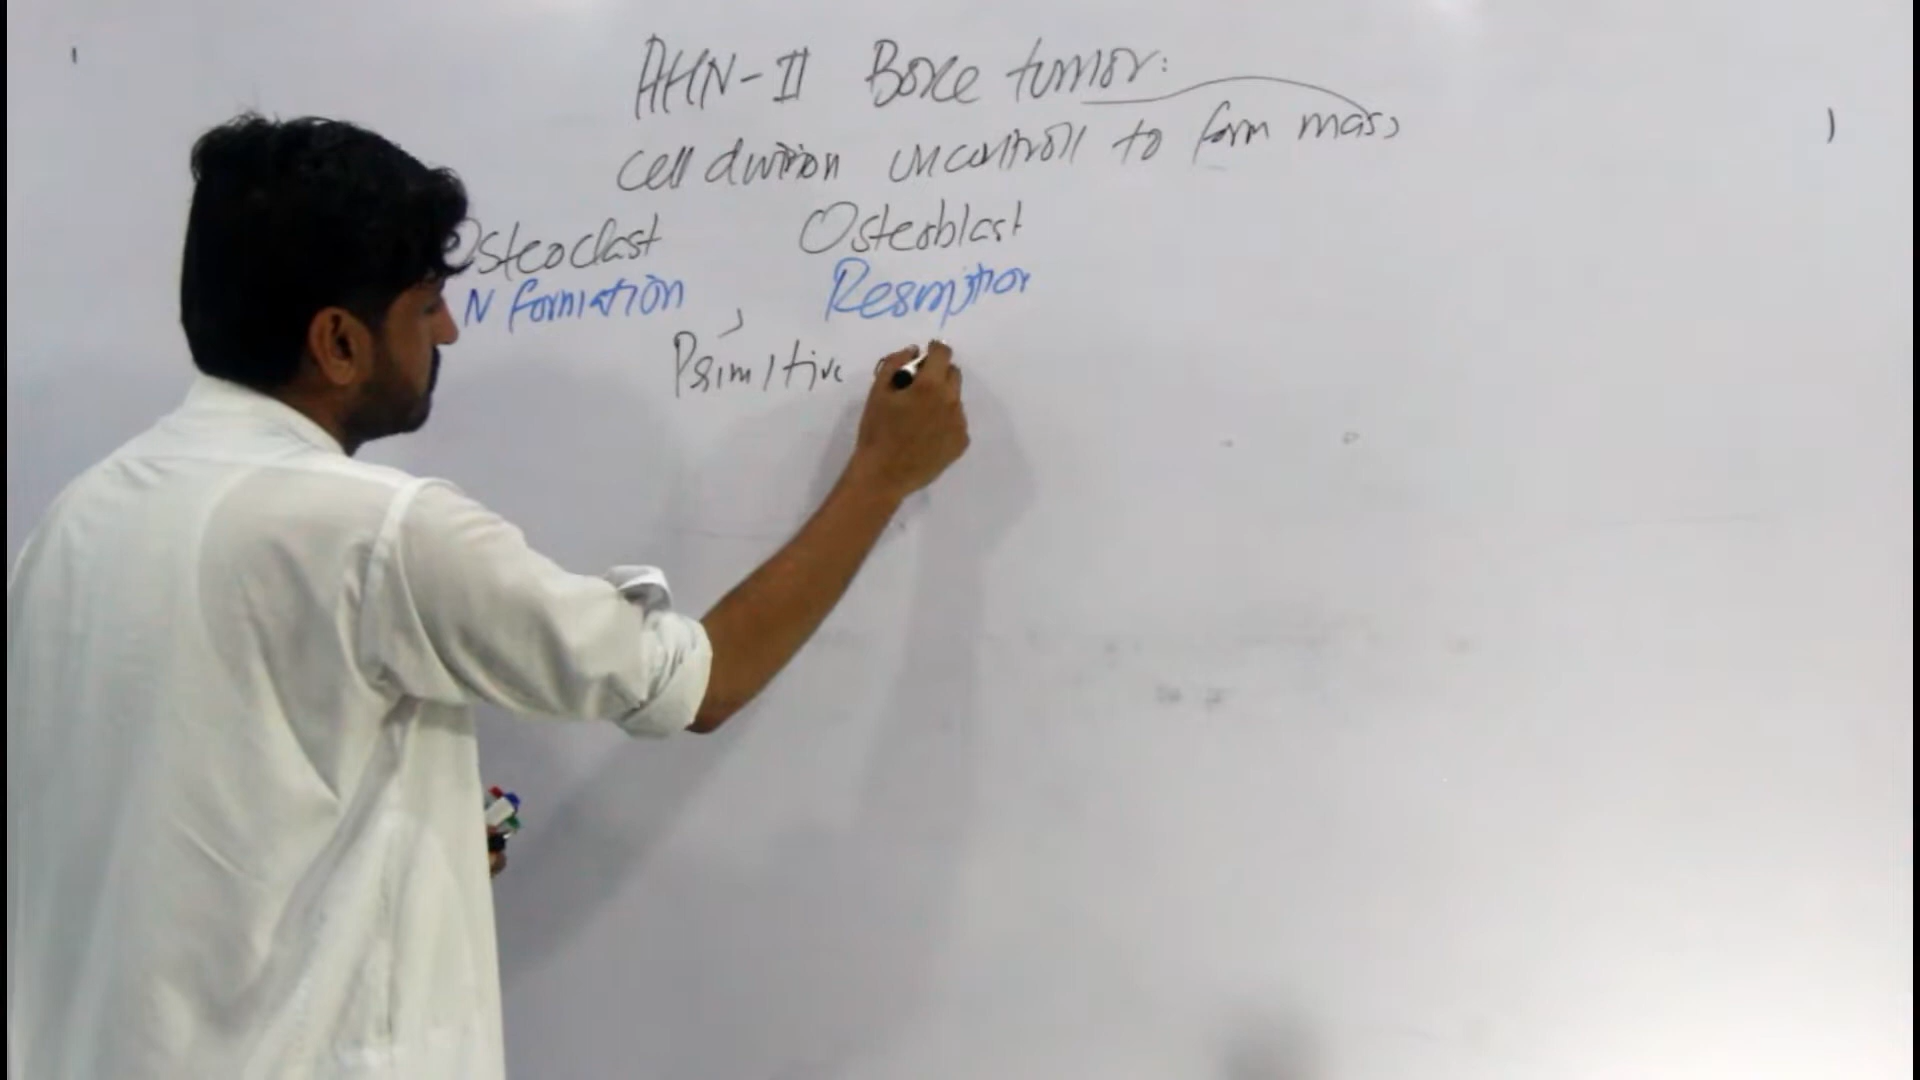 AHN-II Bone tumor:
cell division uncontroll to form mass
Osteoclast Osteoblast
N formation Resorption
Primitive